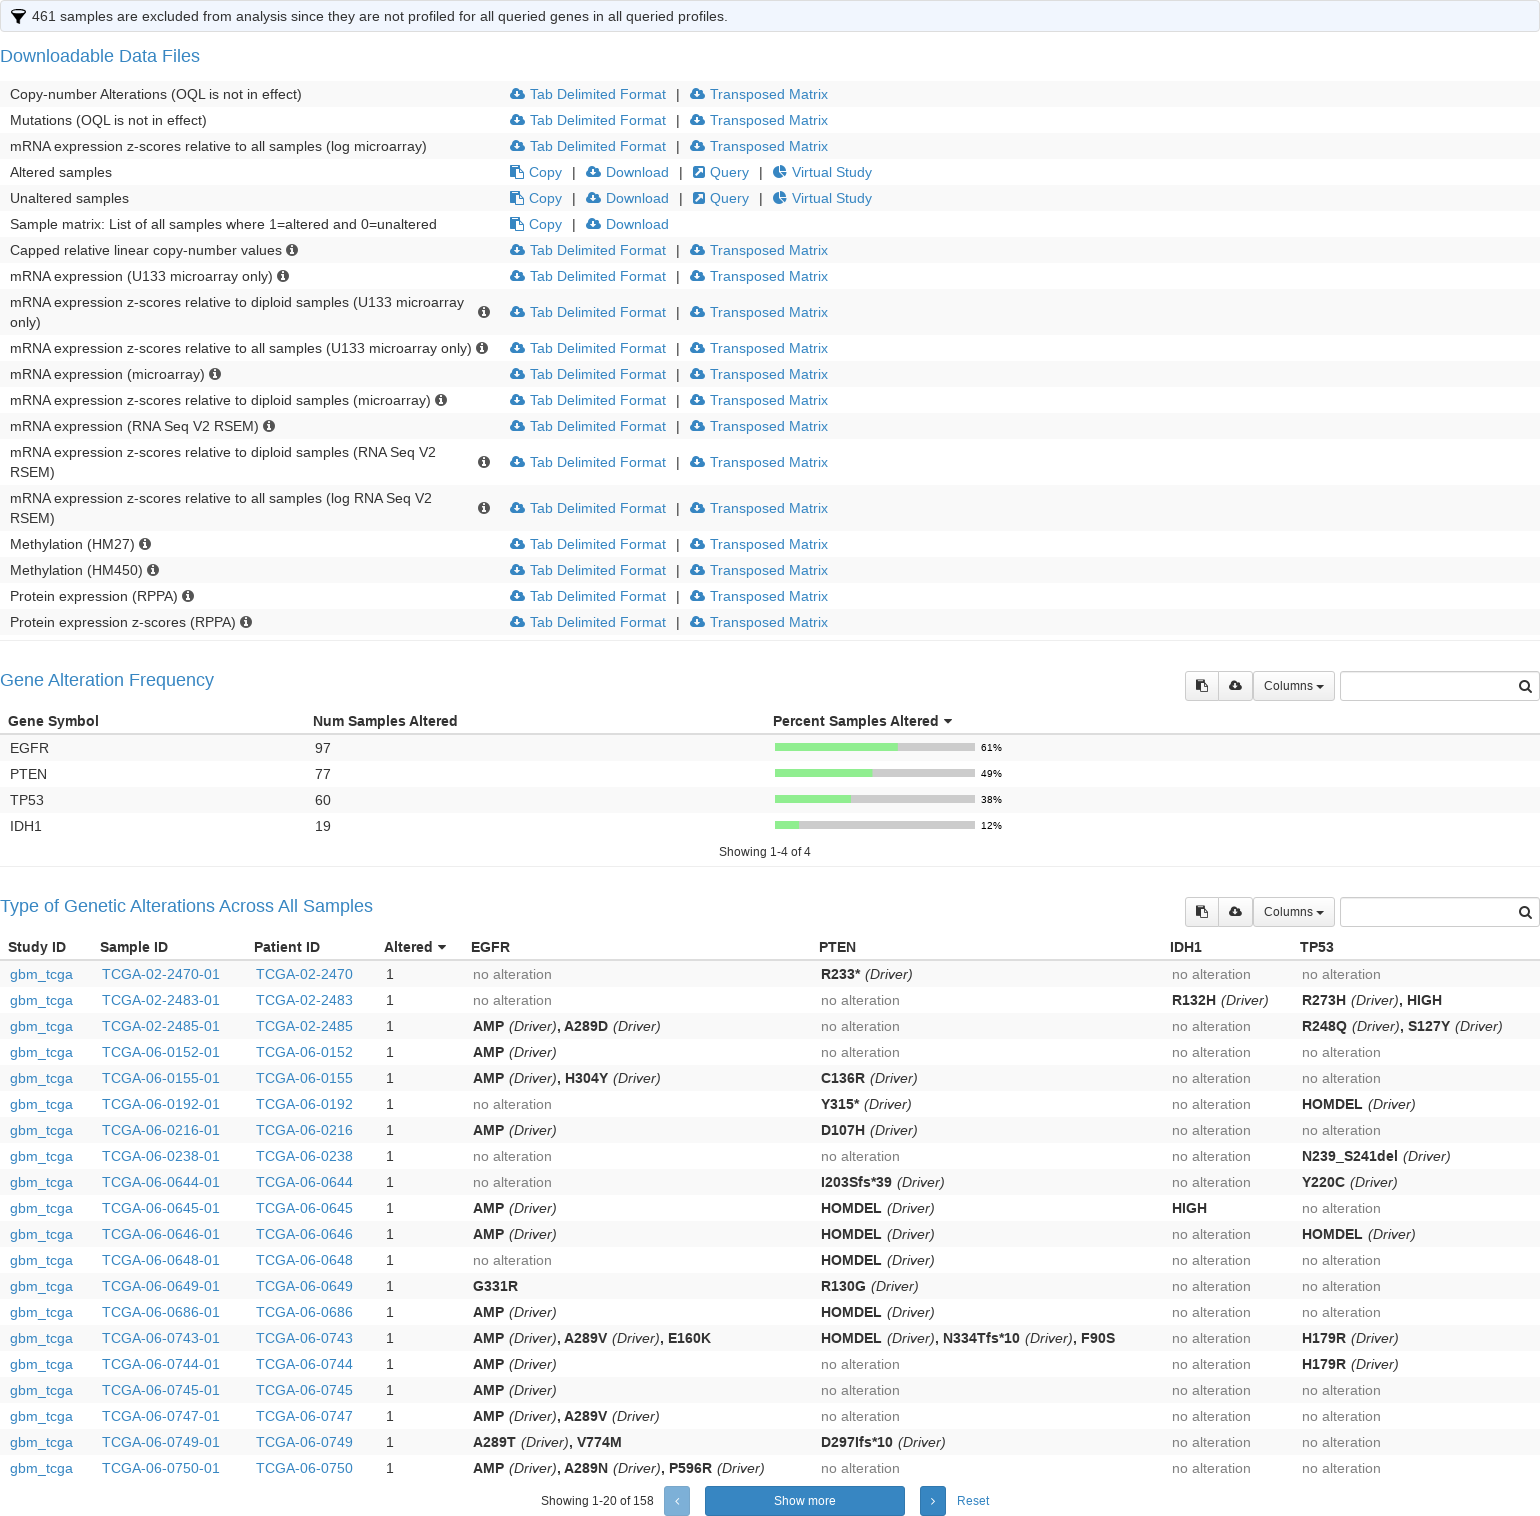 461 samples are excluded from analysis since they are not profiled for all queried genes in all queried profiles.
Downloadable Data Files
Copy-number Alterations (OQL is not in effect) Tab Delimited Format | Transposed Matrix
Mutations (OQL is not in effect) Tab Delimited Format | Transposed Matrix
mRNA expression z-scores relative to all samples (log microarray) Tab Delimited Format | Transposed Matrix
Altered samples Copy | Download | Query | Virtual Study
Unaltered samples Copy | Download | Query | Virtual Study
Sample matrix: List of all samples where 1=altered and 0=unaltered Copy | Download
Capped relative linear copy-number values Tab Delimited Format | Transposed Matrix
mRNA expression (U133 microarray only) Tab Delimited Format | Transposed Matrix
mRNA expression z-scores relative to diploid samples (U133 microarray
only) Tab Delimited Format | Transposed Matrix
mRNA expression z-scores relative to all samples (U133 microarray only) Tab Delimited Format | Transposed Matrix
mRNA expression (microarray) Tab Delimited Format | Transposed Matrix
mRNA expression z-scores relative to diploid samples (microarray) Tab Delimited Format | Transposed Matrix
mRNA expression (RNA Seq V2 RSEM) Tab Delimited Format | Transposed Matrix
mRNA expression z-scores relative to diploid samples (RNA Seq V2
RSEM) Tab Delimited Format | Transposed Matrix
mRNA expression z-scores relative to all samples (log RNA Seq V2
RSEM) Tab Delimited Format | Transposed Matrix
Methylation (HM27) Tab Delimited Format | Transposed Matrix
Methylation (HM450) Tab Delimited Format | Transposed Matrix
Protein expression (RPPA) Tab Delimited Format | Transposed Matrix
Protein expression z-scores (RPPA) Tab Delimited Format | Transposed Matrix
Gene Alteration Frequency Columns
Gene Symbol Num Samples Altered Percent Samples Altered
EGFR 97 61%
PTEN 77 49%
TP53 60 38%
IDH1 19 12%
Showing 1-4 of 4
Type of Genetic Alterations Across All Samples Columns
Study ID Sample ID Patient ID Altered EGFR PTEN IDH1 TP53
gbm_tcga TCGA-02-2470-01 TCGA-02-2470 1 no alteration R233* (Driver) no alteration no alteration
gbm_tcga TCGA-02-2483-01 TCGA-02-2483 1 no alteration no alteration R132H (Driver) R273H (Driver), HIGH
gbm_tcga TCGA-02-2485-01 TCGA-02-2485 1 AMP (Driver), A289D (Driver) no alteration no alteration R248Q (Driver), S127Y (Driver)
gbm_tcga TCGA-06-0152-01 TCGA-06-0152 1 AMP (Driver) no alteration no alteration no alteration
gbm_tcga TCGA-06-0155-01 TCGA-06-0155 1 AMP (Driver), H304Y (Driver) C136R (Driver) no alteration no alteration
gbm_tcga TCGA-06-0192-01 TCGA-06-0192 1 no alteration Y315* (Driver) no alteration HOMDEL (Driver)
gbm_tcga TCGA-06-0216-01 TCGA-06-0216 1 AMP (Driver) D107H (Driver) no alteration no alteration
gbm_tcga TCGA-06-0238-01 TCGA-06-0238 1 no alteration no alteration no alteration N239_S241del (Driver)
gbm_tcga TCGA-06-0644-01 TCGA-06-0644 1 no alteration I203Sfs*39 (Driver) no alteration Y220C (Driver)
gbm_tcga TCGA-06-0645-01 TCGA-06-0645 1 AMP (Driver) HOMDEL (Driver) HIGH no alteration
gbm_tcga TCGA-06-0646-01 TCGA-06-0646 1 AMP (Driver) HOMDEL (Driver) no alteration HOMDEL (Driver)
gbm_tcga TCGA-06-0648-01 TCGA-06-0648 1 no alteration HOMDEL (Driver) no alteration no alteration
gbm_tcga TCGA-06-0649-01 TCGA-06-0649 1 G331R R130G (Driver) no alteration no alteration
gbm_tcga TCGA-06-0686-01 TCGA-06-0686 1 AMP (Driver) HOMDEL (Driver) no alteration no alteration
gbm_tcga TCGA-06-0743-01 TCGA-06-0743 1 AMP (Driver), A289V (Driver), E160K HOMDEL (Driver), N334Tfs*10 (Driver), F90S no alteration H179R (Driver)
gbm_tcga TCGA-06-0744-01 TCGA-06-0744 1 AMP (Driver) no alteration no alteration H179R (Driver)
gbm_tcga TCGA-06-0745-01 TCGA-06-0745 1 AMP (Driver) no alteration no alteration no alteration
gbm_tcga TCGA-06-0747-01 TCGA-06-0747 1 AMP (Driver), A289V (Driver) no alteration no alteration no alteration
gbm_tcga TCGA-06-0749-01 TCGA-06-0749 1 A289T (Driver), V774M D297Ifs*10 (Driver) no alteration no alteration
gbm_tcga TCGA-06-0750-01 TCGA-06-0750 1 AMP (Driver), A289N (Driver), P596R (Driver) no alteration no alteration no alteration
Showing 1-20 of 158 Show more Reset